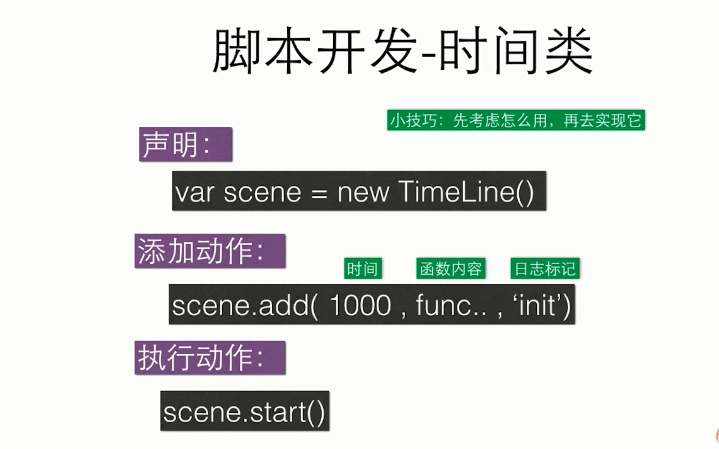 脚本开发-时间类
小技巧：先考虑怎么用，再去实现它
声明：
var scene = new TimeLine()
添加动作：
时间 函数内容 日志标记
scene.add( 1000 , func.. , ‘init’)
执行动作：
scene.start()